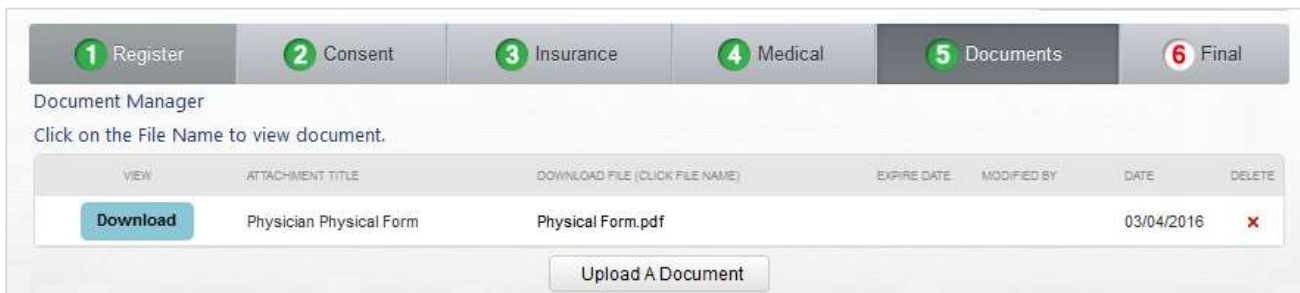 1 Register 2 Consent 3 Insurance 4 Medical 5 Documents 6 Final
Document Manager
Click on the File Name to view document.
VIEW ATTACHMENT TITLE DOWNLOAD FILE (CLICK FILE NAME) EXPIRE DATE MODIFIED BY DATE DELETE
Download Physician Physical Form Physical Form.pdf 03/04/2016 ×
Upload A Document